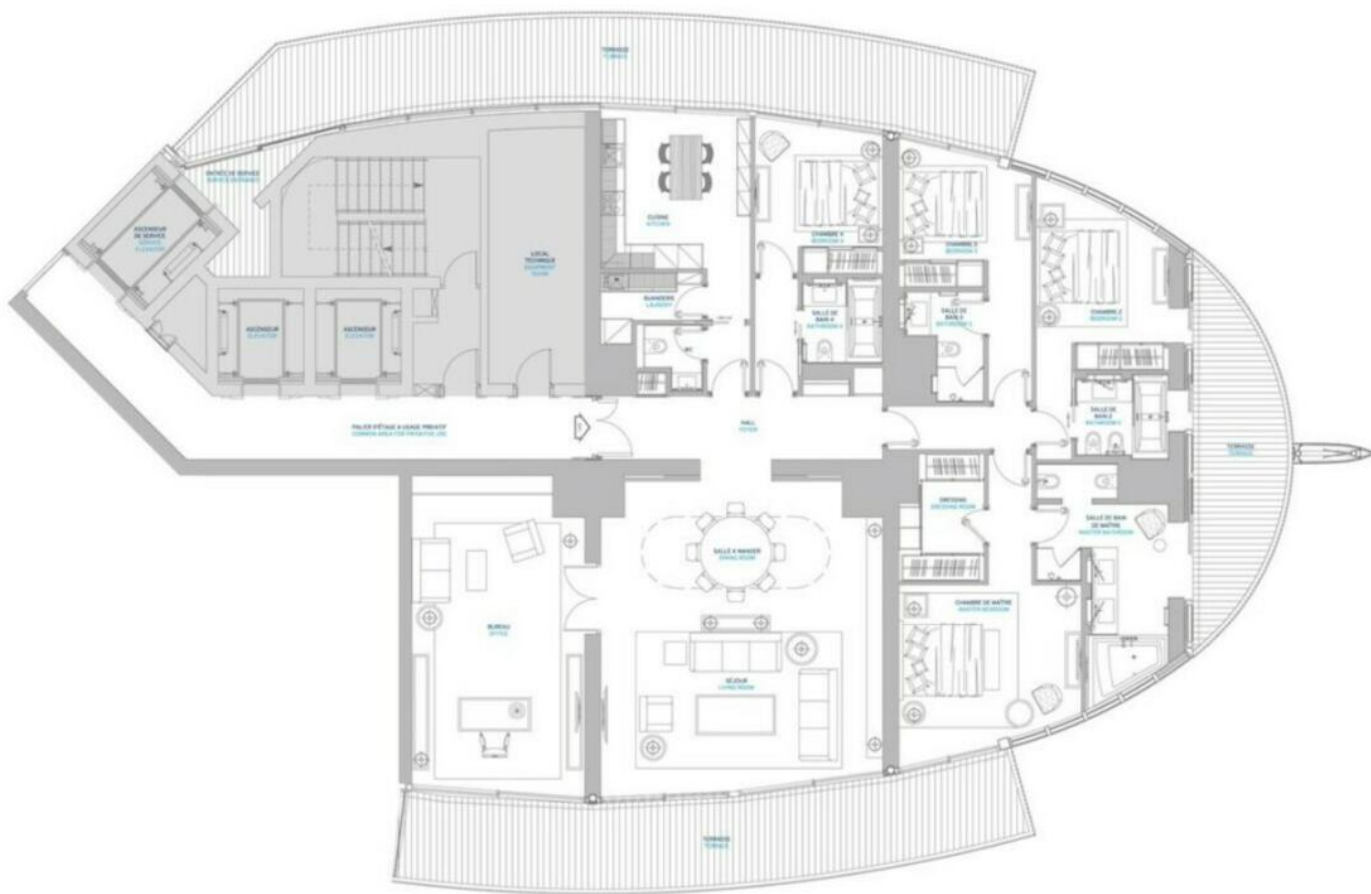 TERRASSE
TERRACE
ENTRÉE DE SERVICE
SERVICE ENTRANCE
ASCENSEUR
DE SERVICE
SERVICE
ELEVATOR
CUISINE
KITCHEN
CHAMBRE 4
BEDROOM 4
CHAMBRE 3
BEDROOM 3
LOCAL
TECHNIQUE
EQUIPMENT
ROOM
CHAMBRE 2
BEDROOM 2
BUANDERIE
LAUNDRY
SALLE DE
BAIN 4
BATHROOM 4
SALLE DE
BAIN 3
BATHROOM 3
ASCENSEUR
ELEVATOR
ASCENSEUR
ELEVATOR
WC
SALLE DE
BAIN 2
BATHROOM 2
PALIER D'ÉTAGE A USAGE PRIVATIF
COMMON AREA FOR PRIVATIVE USE
HALL
FOYER
TERRASSE
TERRACE
DRESSING
DRESSING ROOM
SALLE DE BAIN
DE MAÎTRE
MASTER BATHROOM
SALLE A MANGER
DINING ROOM
CHAMBRE DE MAÎTRE
MASTER BEDROOM
BUREAU
OFFICE
SÉJOUR
LIVING ROOM
TERRASSE
TERRACE